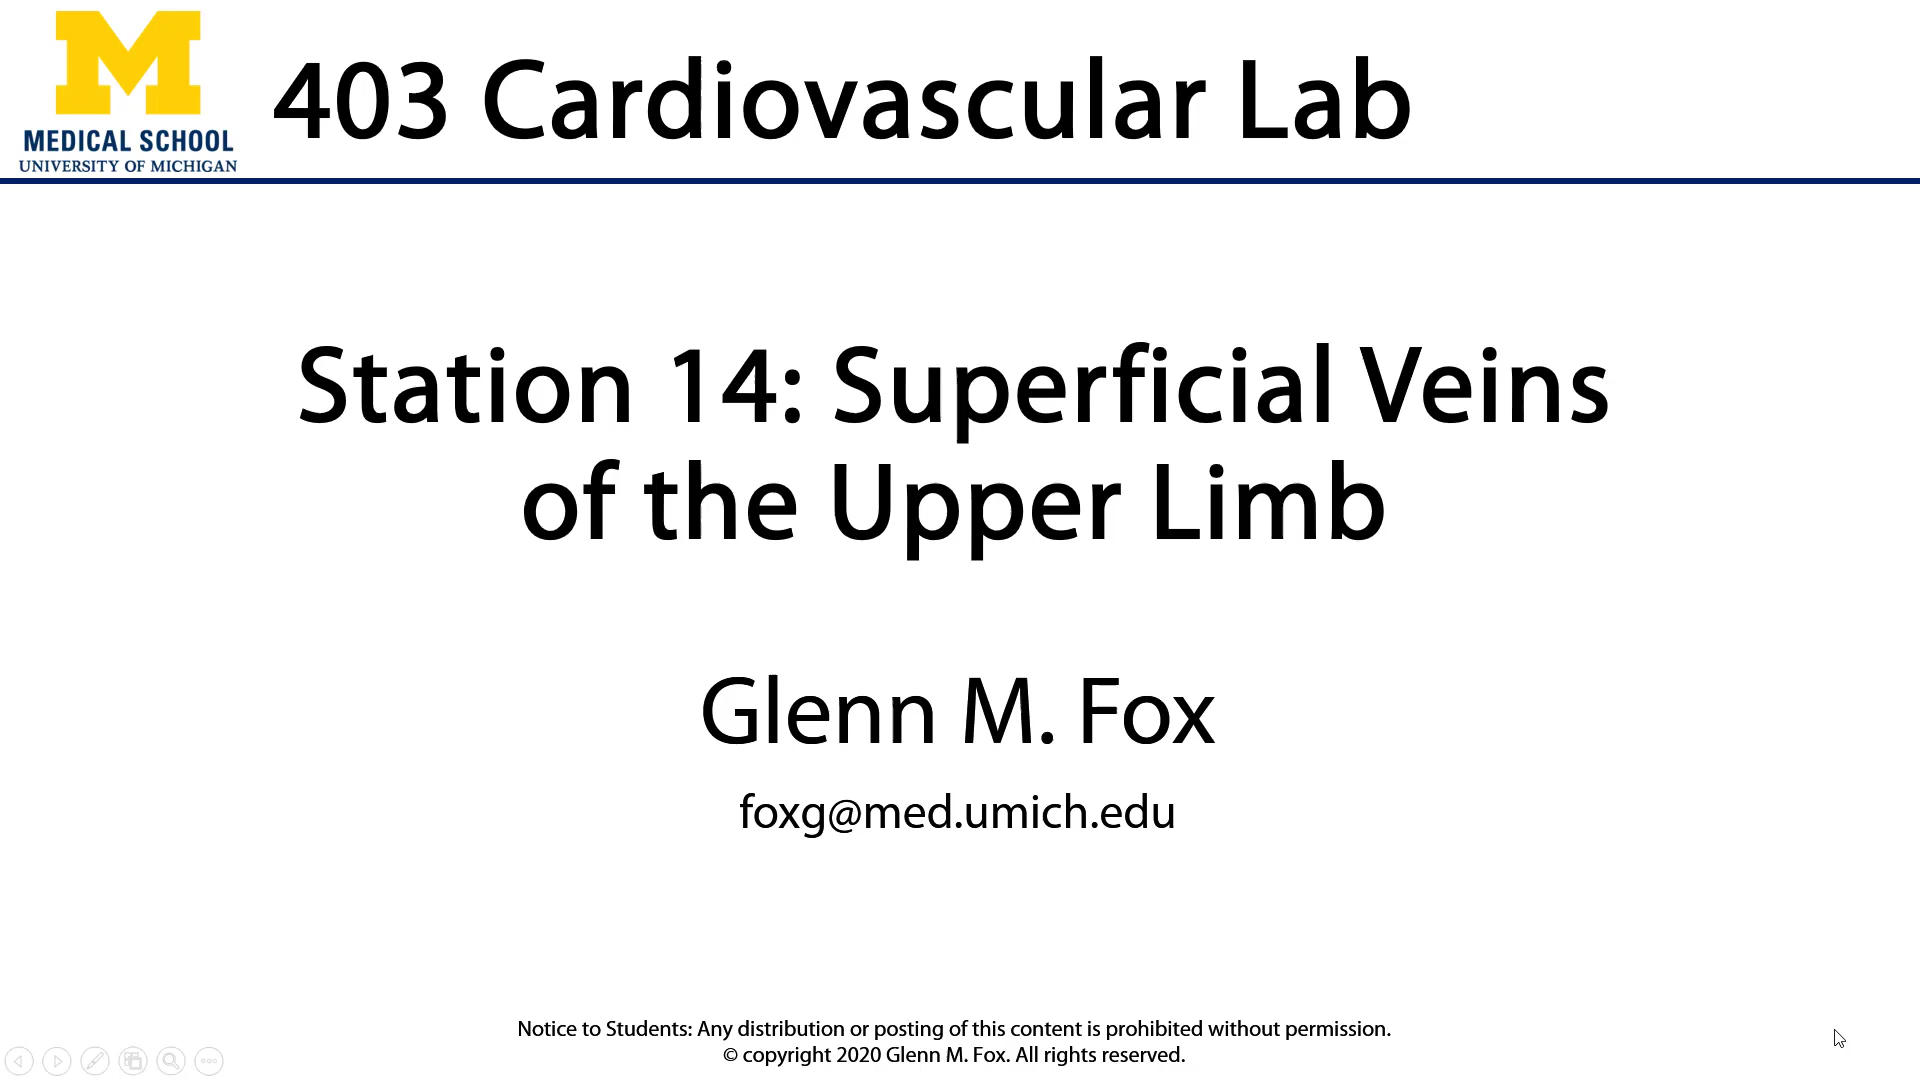 M
MEDICAL SCHOOL
UNIVERSITY OF MICHIGAN
403 Cardiovascular Lab
Station 14: Superficial Veins
of the Upper Limb
Glenn M. Fox
foxg@med.umich.edu
Notice to Students: Any distribution or posting of this content is prohibited without permission.
© copyright 2020 Glenn M. Fox. All rights reserved.